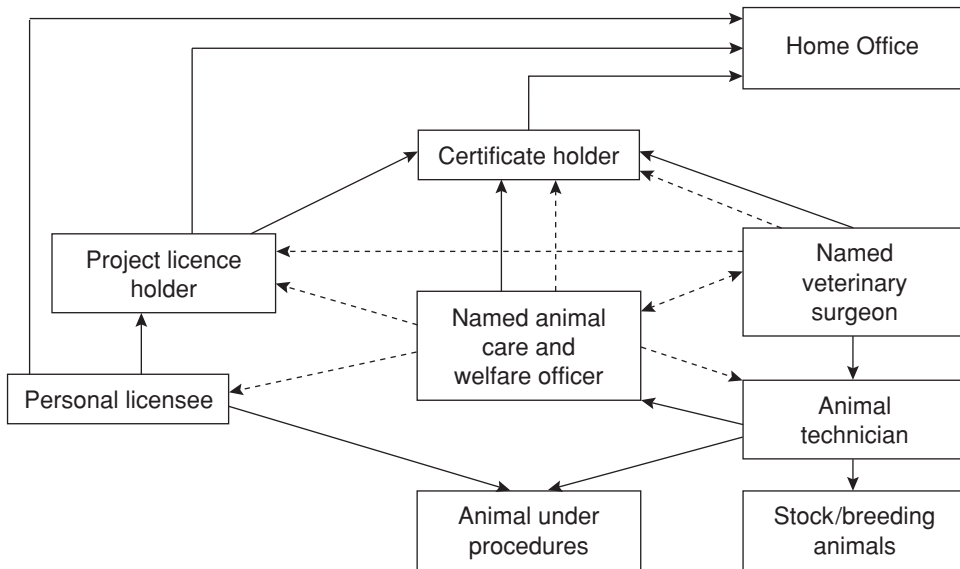 Home Office
Certificate holder
Project licence
holder
Named
veterinary
surgeon
Named animal
care and
welfare officer
Personal licensee
Animal
technician
Animal under
procedures
Stock/breeding
animals